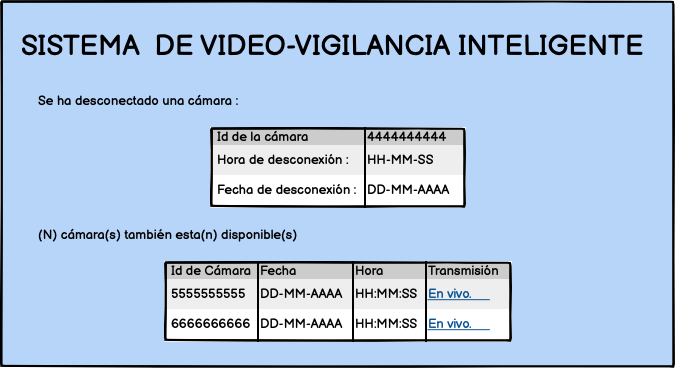 SISTEMA DE VIDEO-VIGILANCIA INTELIGENTE
Se ha desconectado una cámara :
Id de la cámara 4444444444
Hora de desconexión : HH-MM-SS
Fecha de desconexión : DD-MM-AAAA
(N) cámara(s) también esta(n) disponible(s)
Id de Cámara Fecha Hora Transmisión
5555555555 DD-MM-AAAA HH:MM:SS En vivo.
6666666666 DD-MM-AAAA HH:MM:SS En vivo.